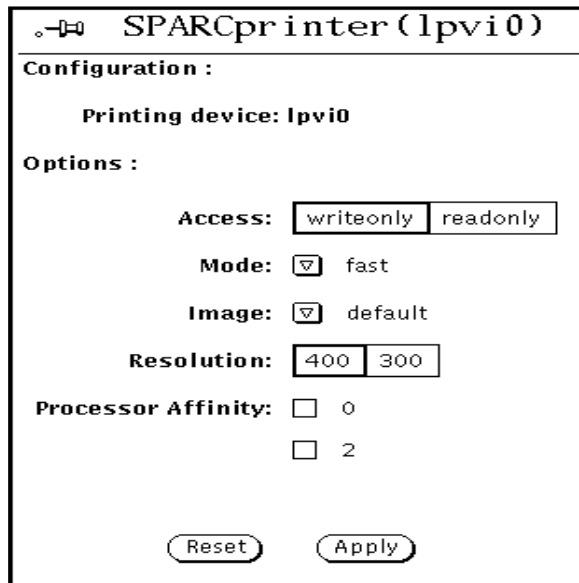 SPARCprinter(lpvi0)
Configuration :
Printing device: lpvi0
Options :
Access: writeonly readonly
Mode: fast
Image: default
Resolution: 400 300
Processor Affinity: 0
2
Reset Apply